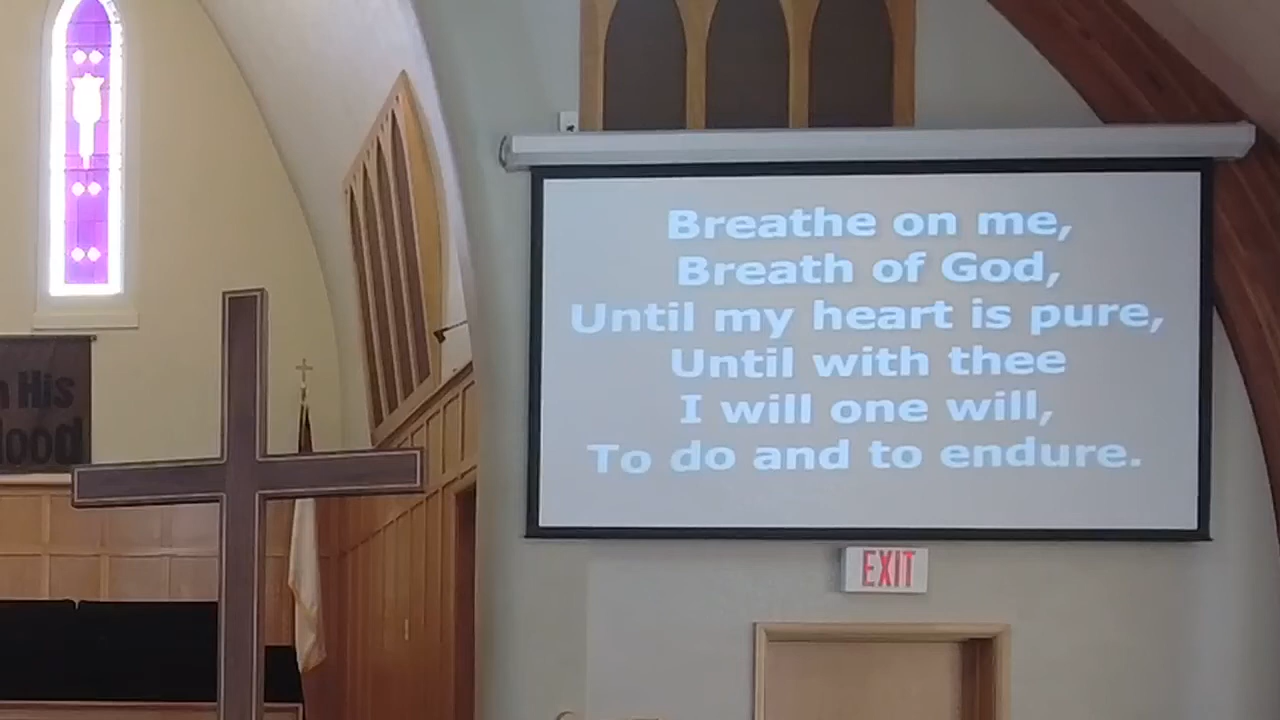 Breathe on me,
Breath of God,
Until my heart is pure,
Until with thee
I will one will,
To do and to endure.
EXIT
His